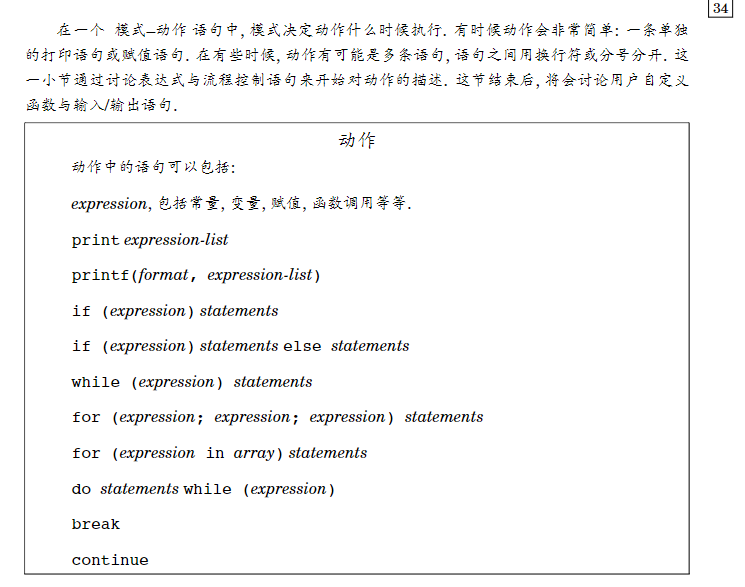 34
在一个 模式–动作 语句中, 模式决定动作什么时候执行. 有时候动作会非常简单: 一条单独
的打印语句或赋值语句. 在有些时候, 动作有可能是多条语句, 语句之间用换行符或分号分开. 这
一小节通过讨论表达式与流程控制语句来开始对动作的描述. 这节结束后, 将会讨论用户自定义
函数与输入/输出语句.
动作
动作中的语句可以包括:
expression, 包括常量, 变量, 赋值, 函数调用等等.
print expression-list
printf(format, expression-list)
if (expression) statements
if (expression) statements else statements
while (expression) statements
for (expression; expression; expression) statements
for (expression in array) statements
do statements while (expression)
break
continue